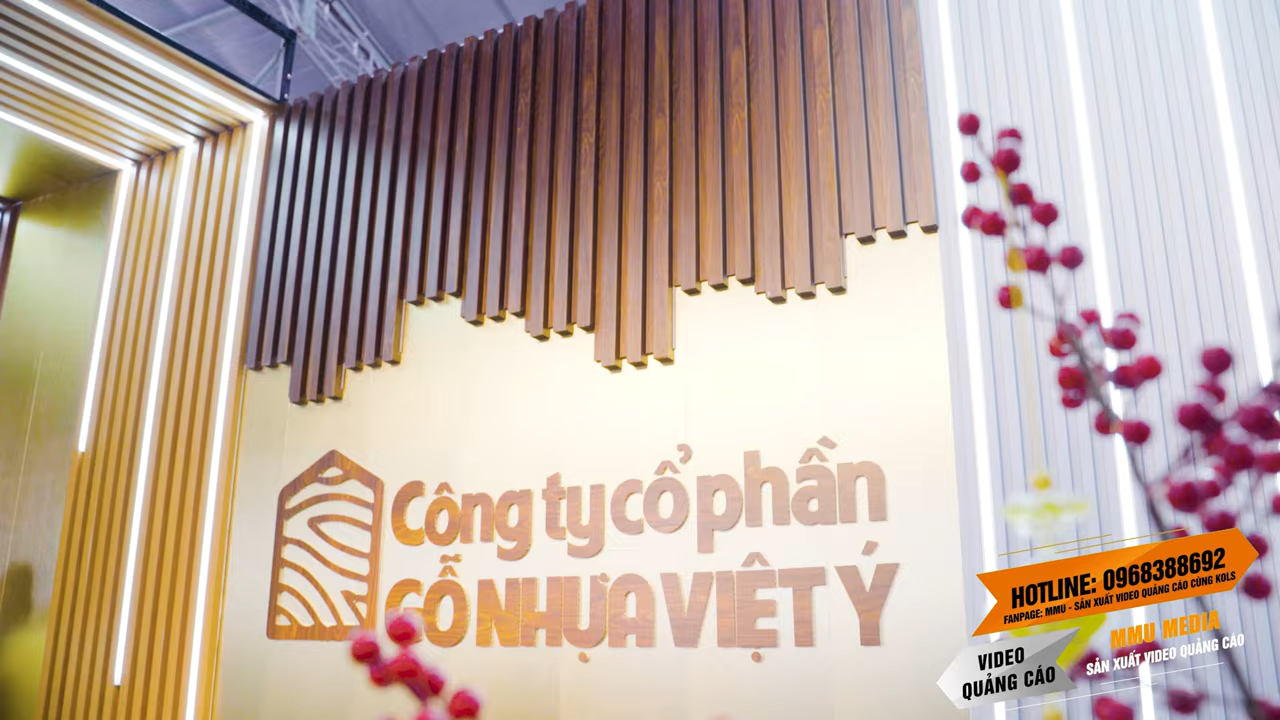 Công ty cổ phần
GỖ NHỰA VIỆT Ý
HOTLINE: 0968388692
FANPAGE: MMU - SẢN XUẤT VIDEO QUẢNG CÁO CÙNG KOLS
MMU MEDIA
SẢN XUẤT VIDEO QUẢNG CÁO
VIDEO
QUẢNG CÁO